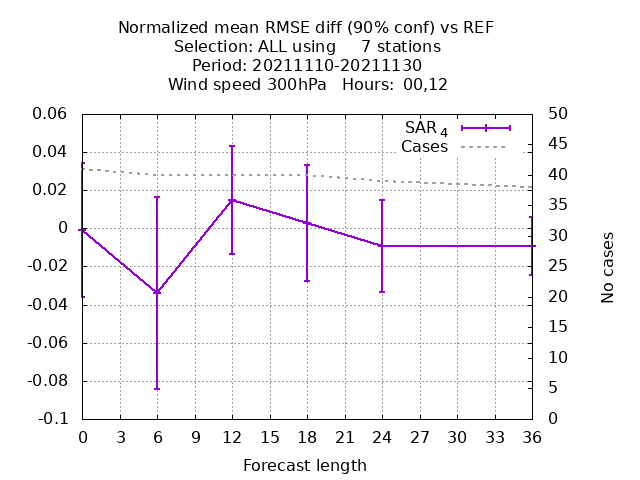 Normalized mean RMSE diff (90% conf) vs REF
Selection: ALL using 7 stations
Period: 20211110-20211130
Wind speed 300hPa Hours: 00,12
SAR 4
Cases
0.06
0.04
0.02
0
-0.02
-0.04
-0.06
-0.08
-0.1
50
45
40
35
30
25
20
15
10
5
0
No cases
0 3 6 9 12 15 18 21 24 27 30 33 36
Forecast length